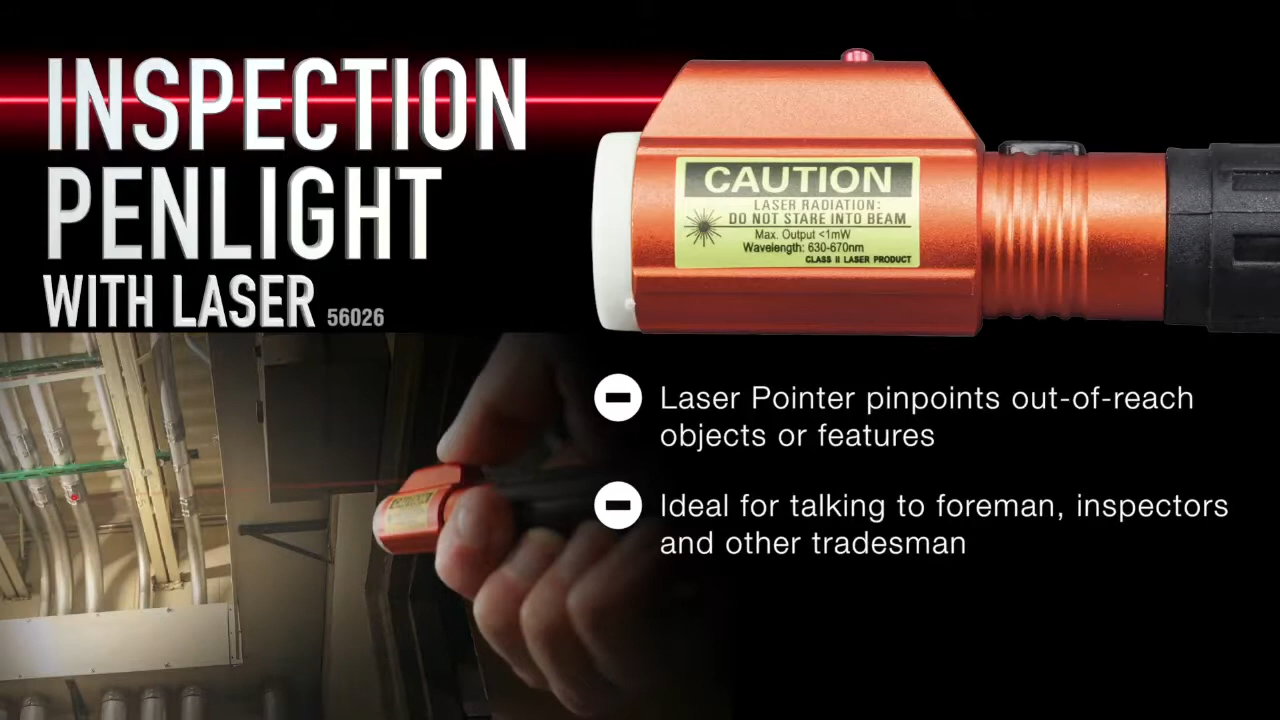 INSPECTION
PENLIGHT
WITH LASER 56026
CAUTION
LASER RADIATION:
DO NOT STARE INTO BEAM
Max. Output <1mW
Wavelength: 630-670nm
CLASS II LASER PRODUCT
Laser Pointer pinpoints out-of-reach
objects or features
Ideal for talking to foreman, inspectors
and other tradesman